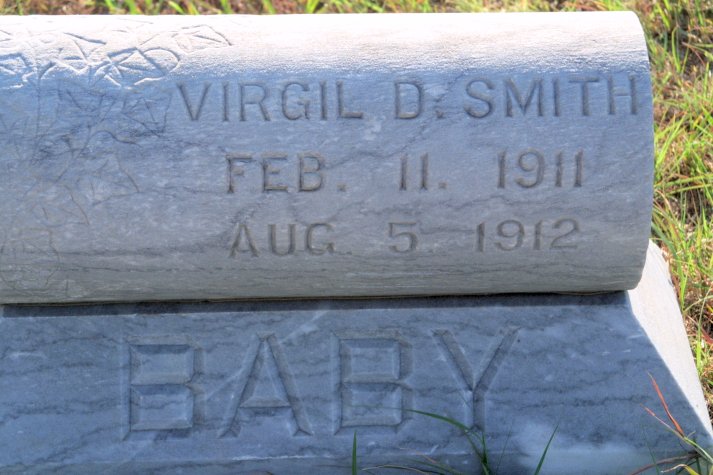 VIRGIL D. SMITH
FEB. 11. 1911
AUG. 5. 1912
BABY